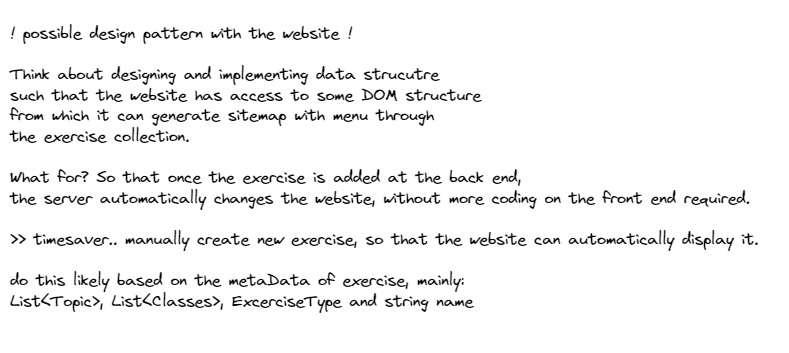 ! possible design pattern with the website !
Think about designing and implementing data strucutre
such that the website has access to some DOM structure
from which it can generate sitemap with menu through
the exercise collection.
What for? So that once the exercise is added at the back end,
the server automatically changes the website, without more coding on the front end required.
>> timesaver.. manually create new exercise, so that the website can automatically display it.
do this likely based on the metaData of exercise, mainly:
List<Topic>, List<Classes>, ExcerciseType and string name